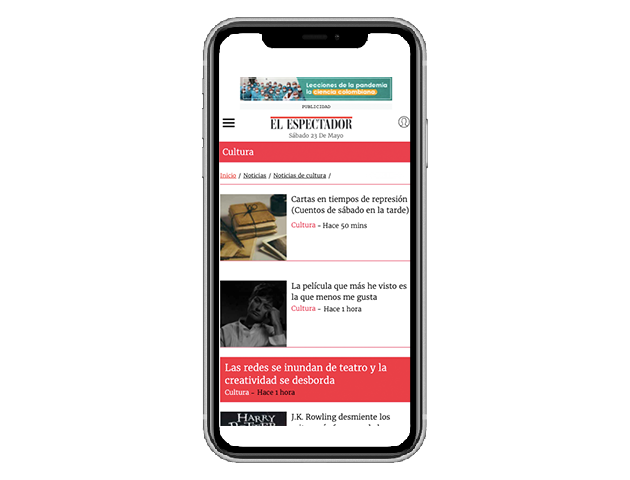 Lecciones de la pandemia
la ciencia colombiana
PUBLICIDAD
EL ESPECTADOR
Sábado 23 De Mayo
Cultura
Inicio / Noticias / Noticias de cultura /
Cartas en tiempos de represión
(Cuentos de sábado en la tarde)
Cultura - Hace 50 mins
La película que más he visto es
la que menos me gusta
Cultura - Hace 1 hora
Las redes se inundan de teatro y la
creatividad se desborda
Cultura - Hace 1 hora
HARRY
J.K. Rowling desmiente los